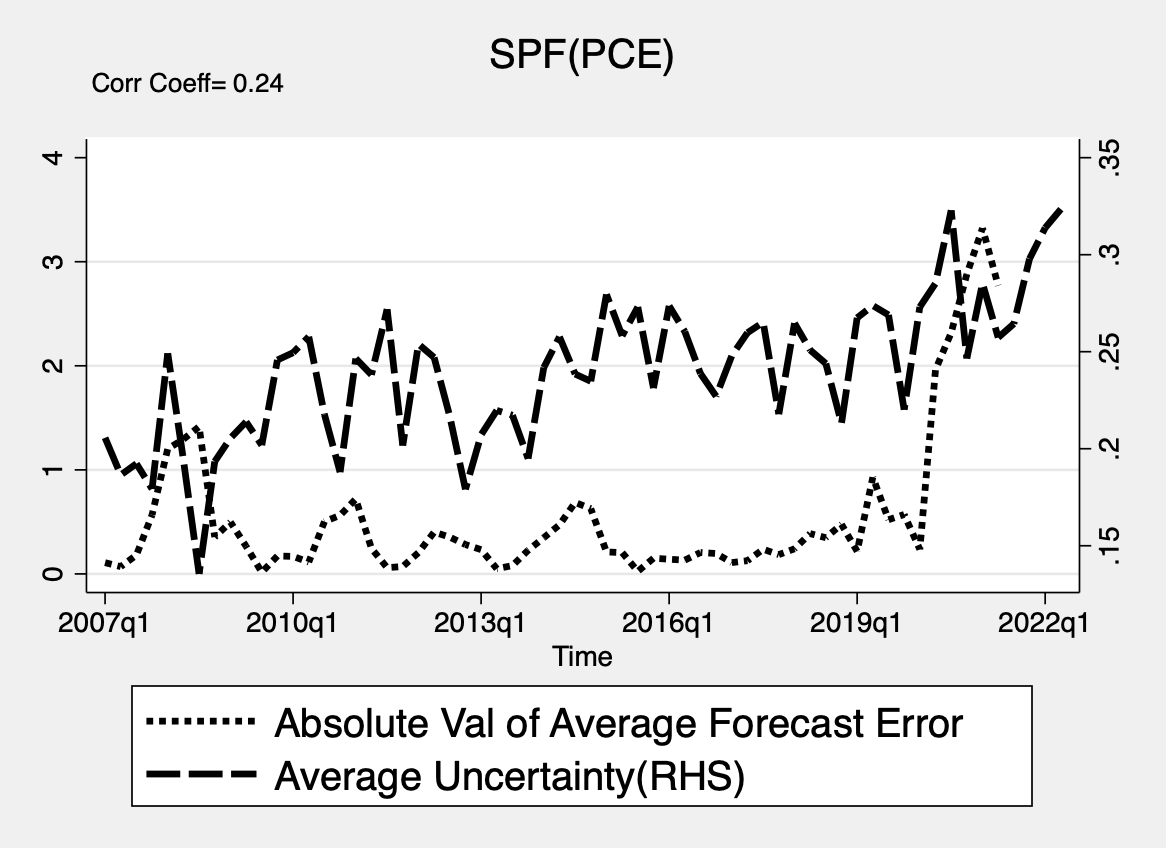 SPF(PCE)
Corr Coeff= 0.24
4
3
2
1
0
.35
.3
.25
.2
.15
2007q1 2010q1 2013q1 2016q1 2019q1 2022q1
Time
Absolute Val of Average Forecast Error
Average Uncertainty(RHS)